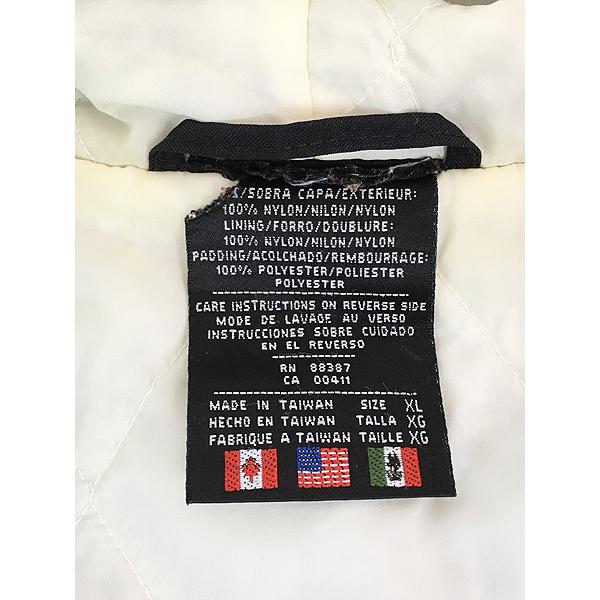 /SOBRA CAPA/EXTERIEUR:
100% NYLON/NILON/NYLON
LINING/FORRO/DOUBLURE:
100% NYLON/NILON/NYLON
PADDING/ACOLCHADO/REMBOURRAGE:
100% POLYESTER/POLIESTER
POLYESTER
CARE INSTRUCTIONS ON REVERSE SIDE
MODE DE LAVAGE AU VERSO
INSTRUCCIONES SOBRE CUIDADO
EN EL REVERSO
RN 88387
CA 00411
MADE IN TAIWAN SIZE XL
HECHO EN TAIWAN TALLA XG
FABRIQUE A TAIWAN TAILLE XG